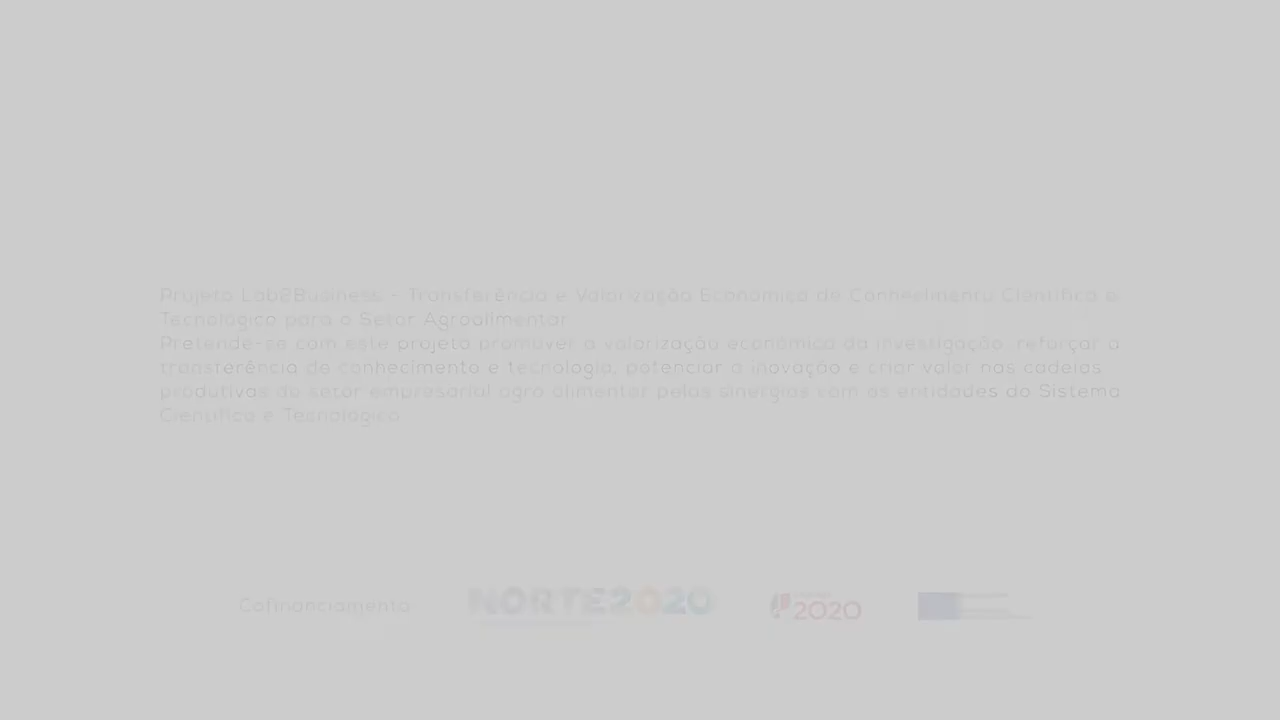 Projeto Lab2Business - Transferência e Valorização Económica de Conhecimento Científico e
Tecnológico para o Setor Agroalimentar
Pretende-se com este projeto promover a valorização económica da investigação, reforçar a
transferência de conhecimento e tecnologia, potenciar a inovação e criar valor nas cadeias
produtivas do setor empresarial agro alimentar pelas sinergias com as entidades do Sistema
Científico e Tecnológico
Cofinanciamento
NORTE2020
2020